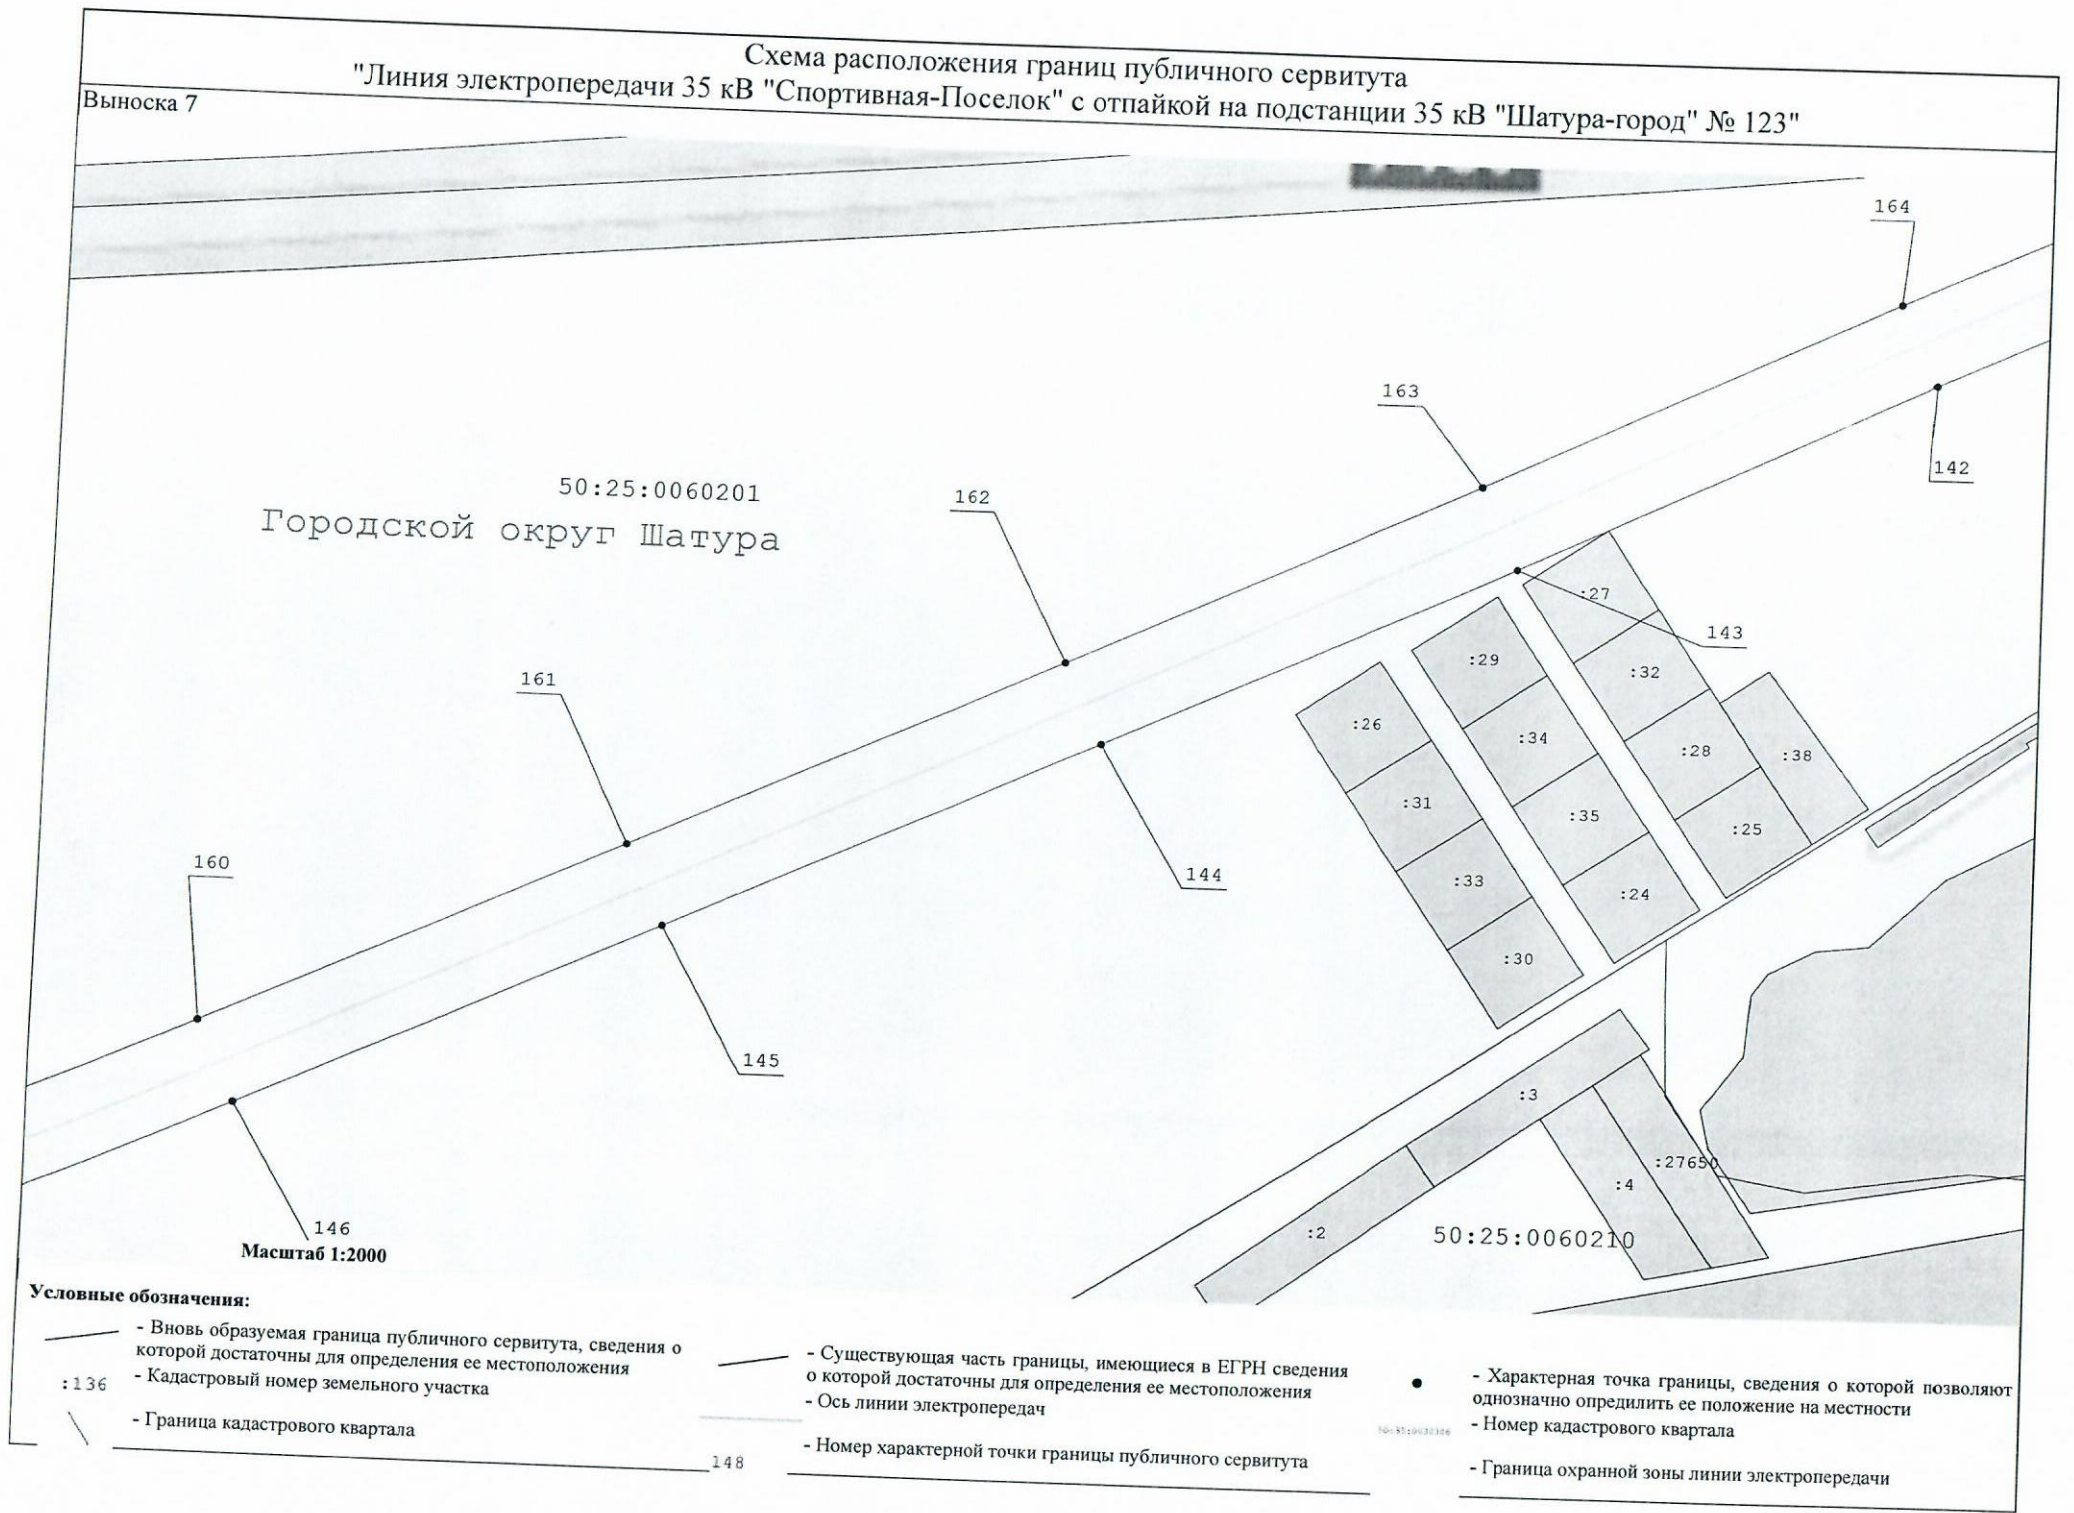 Схема расположения границ публичного сервитута
"Линия электропередачи 35 кВ "Спортивная-Поселок" с отпайкой на подстанции 35 кВ "Шатура-город" № 123"
Выноска 7
164
163
142
50:25:0060201
162
Городской округ Шатура
:27
143
:29
:32
161
:26
:34
:28
:38
:31
:35
:25
160
144
:33
:24
:30
145
:3
:27650
:4
146
:2
50:25:0060210
Масштаб 1:2000
Условные обозначения:
- Вновь образуемая граница публичного сервитута, сведения о
которой достаточны для определения ее местоположения
:136
- Кадастровый номер земельного участка
- Граница кадастрового квартала
- Существующая часть границы, имеющиеся в ЕГРН сведения
о которой достаточны для определения ее местоположения
- Ось линии электропередач
148
- Номер характерной точки границы публичного сервитута
- Характерная точка границы, сведения о которой позволяют
однозначно опредилить ее положение на местности
- Номер кадастрового квартала
- Граница охранной зоны линии электропередачи